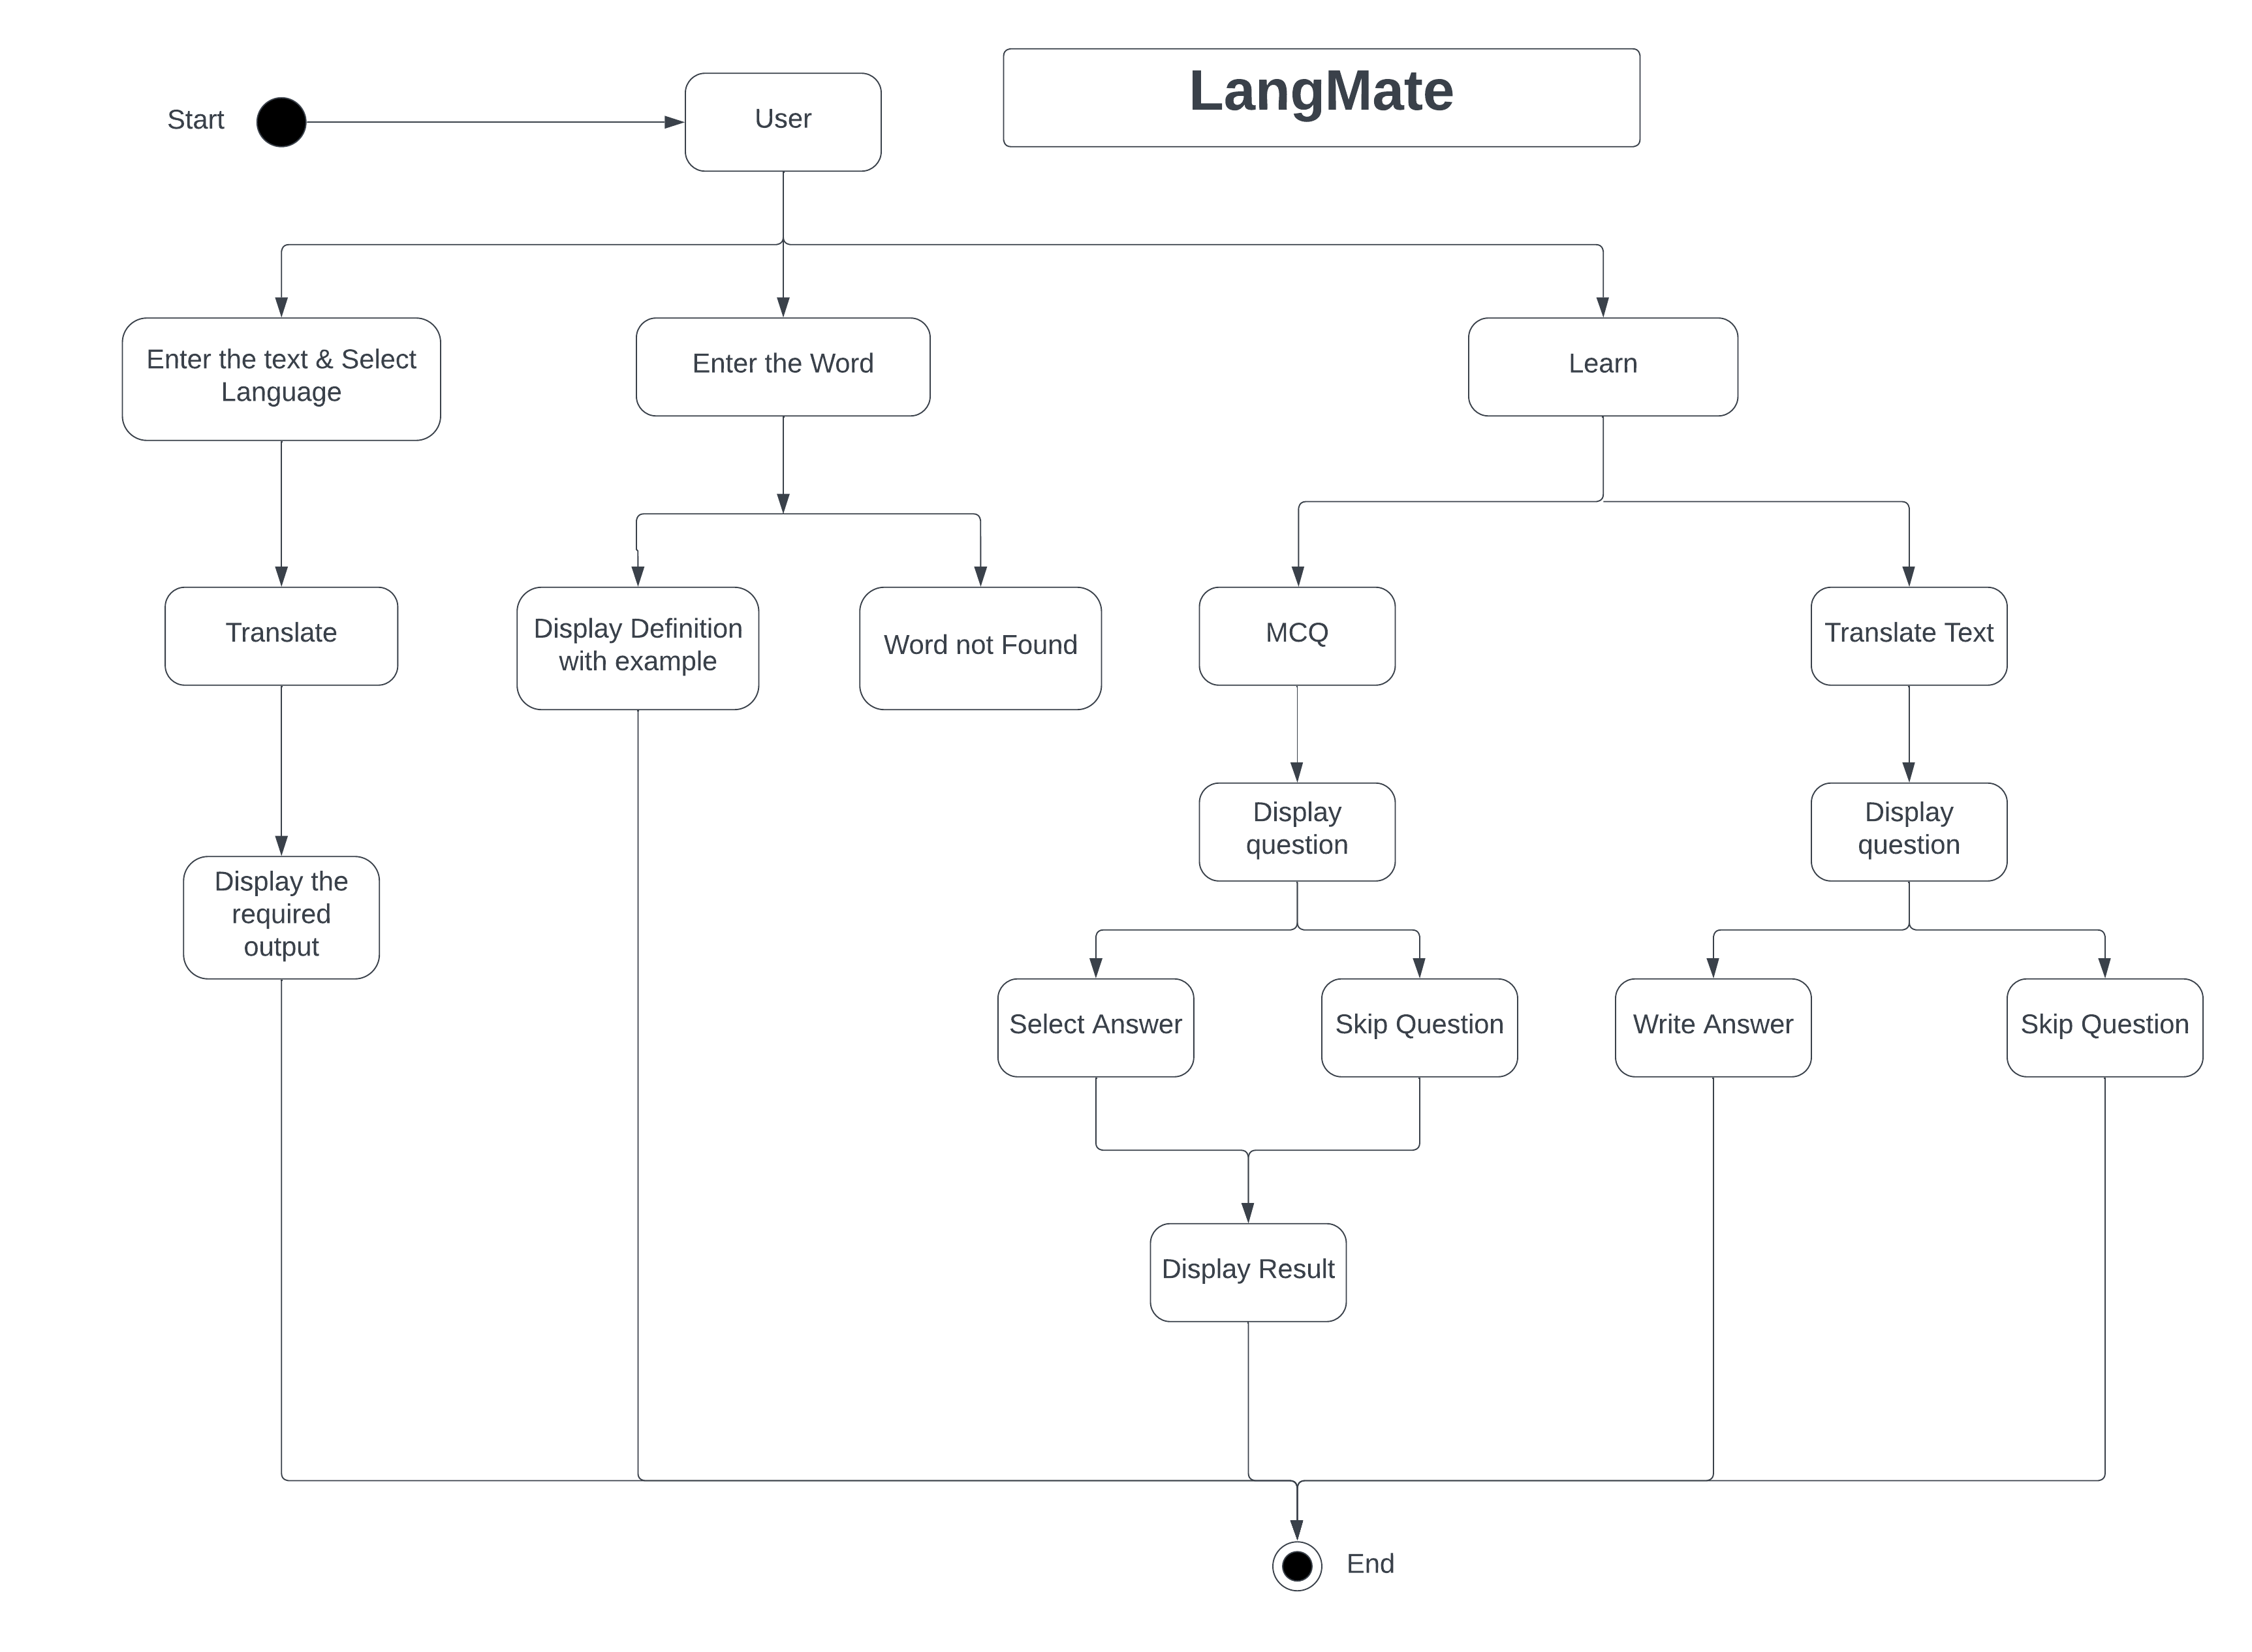 LangMate
Start
User
Enter the text & Select
Language
Enter the Word
Learn
Translate
Display Definition
with example
Word not Found
MCQ
Translate Text
Display the
required
output
Display
question
Display
question
Select Answer
Skip Question
Write Answer
Skip Question
Display Result
End